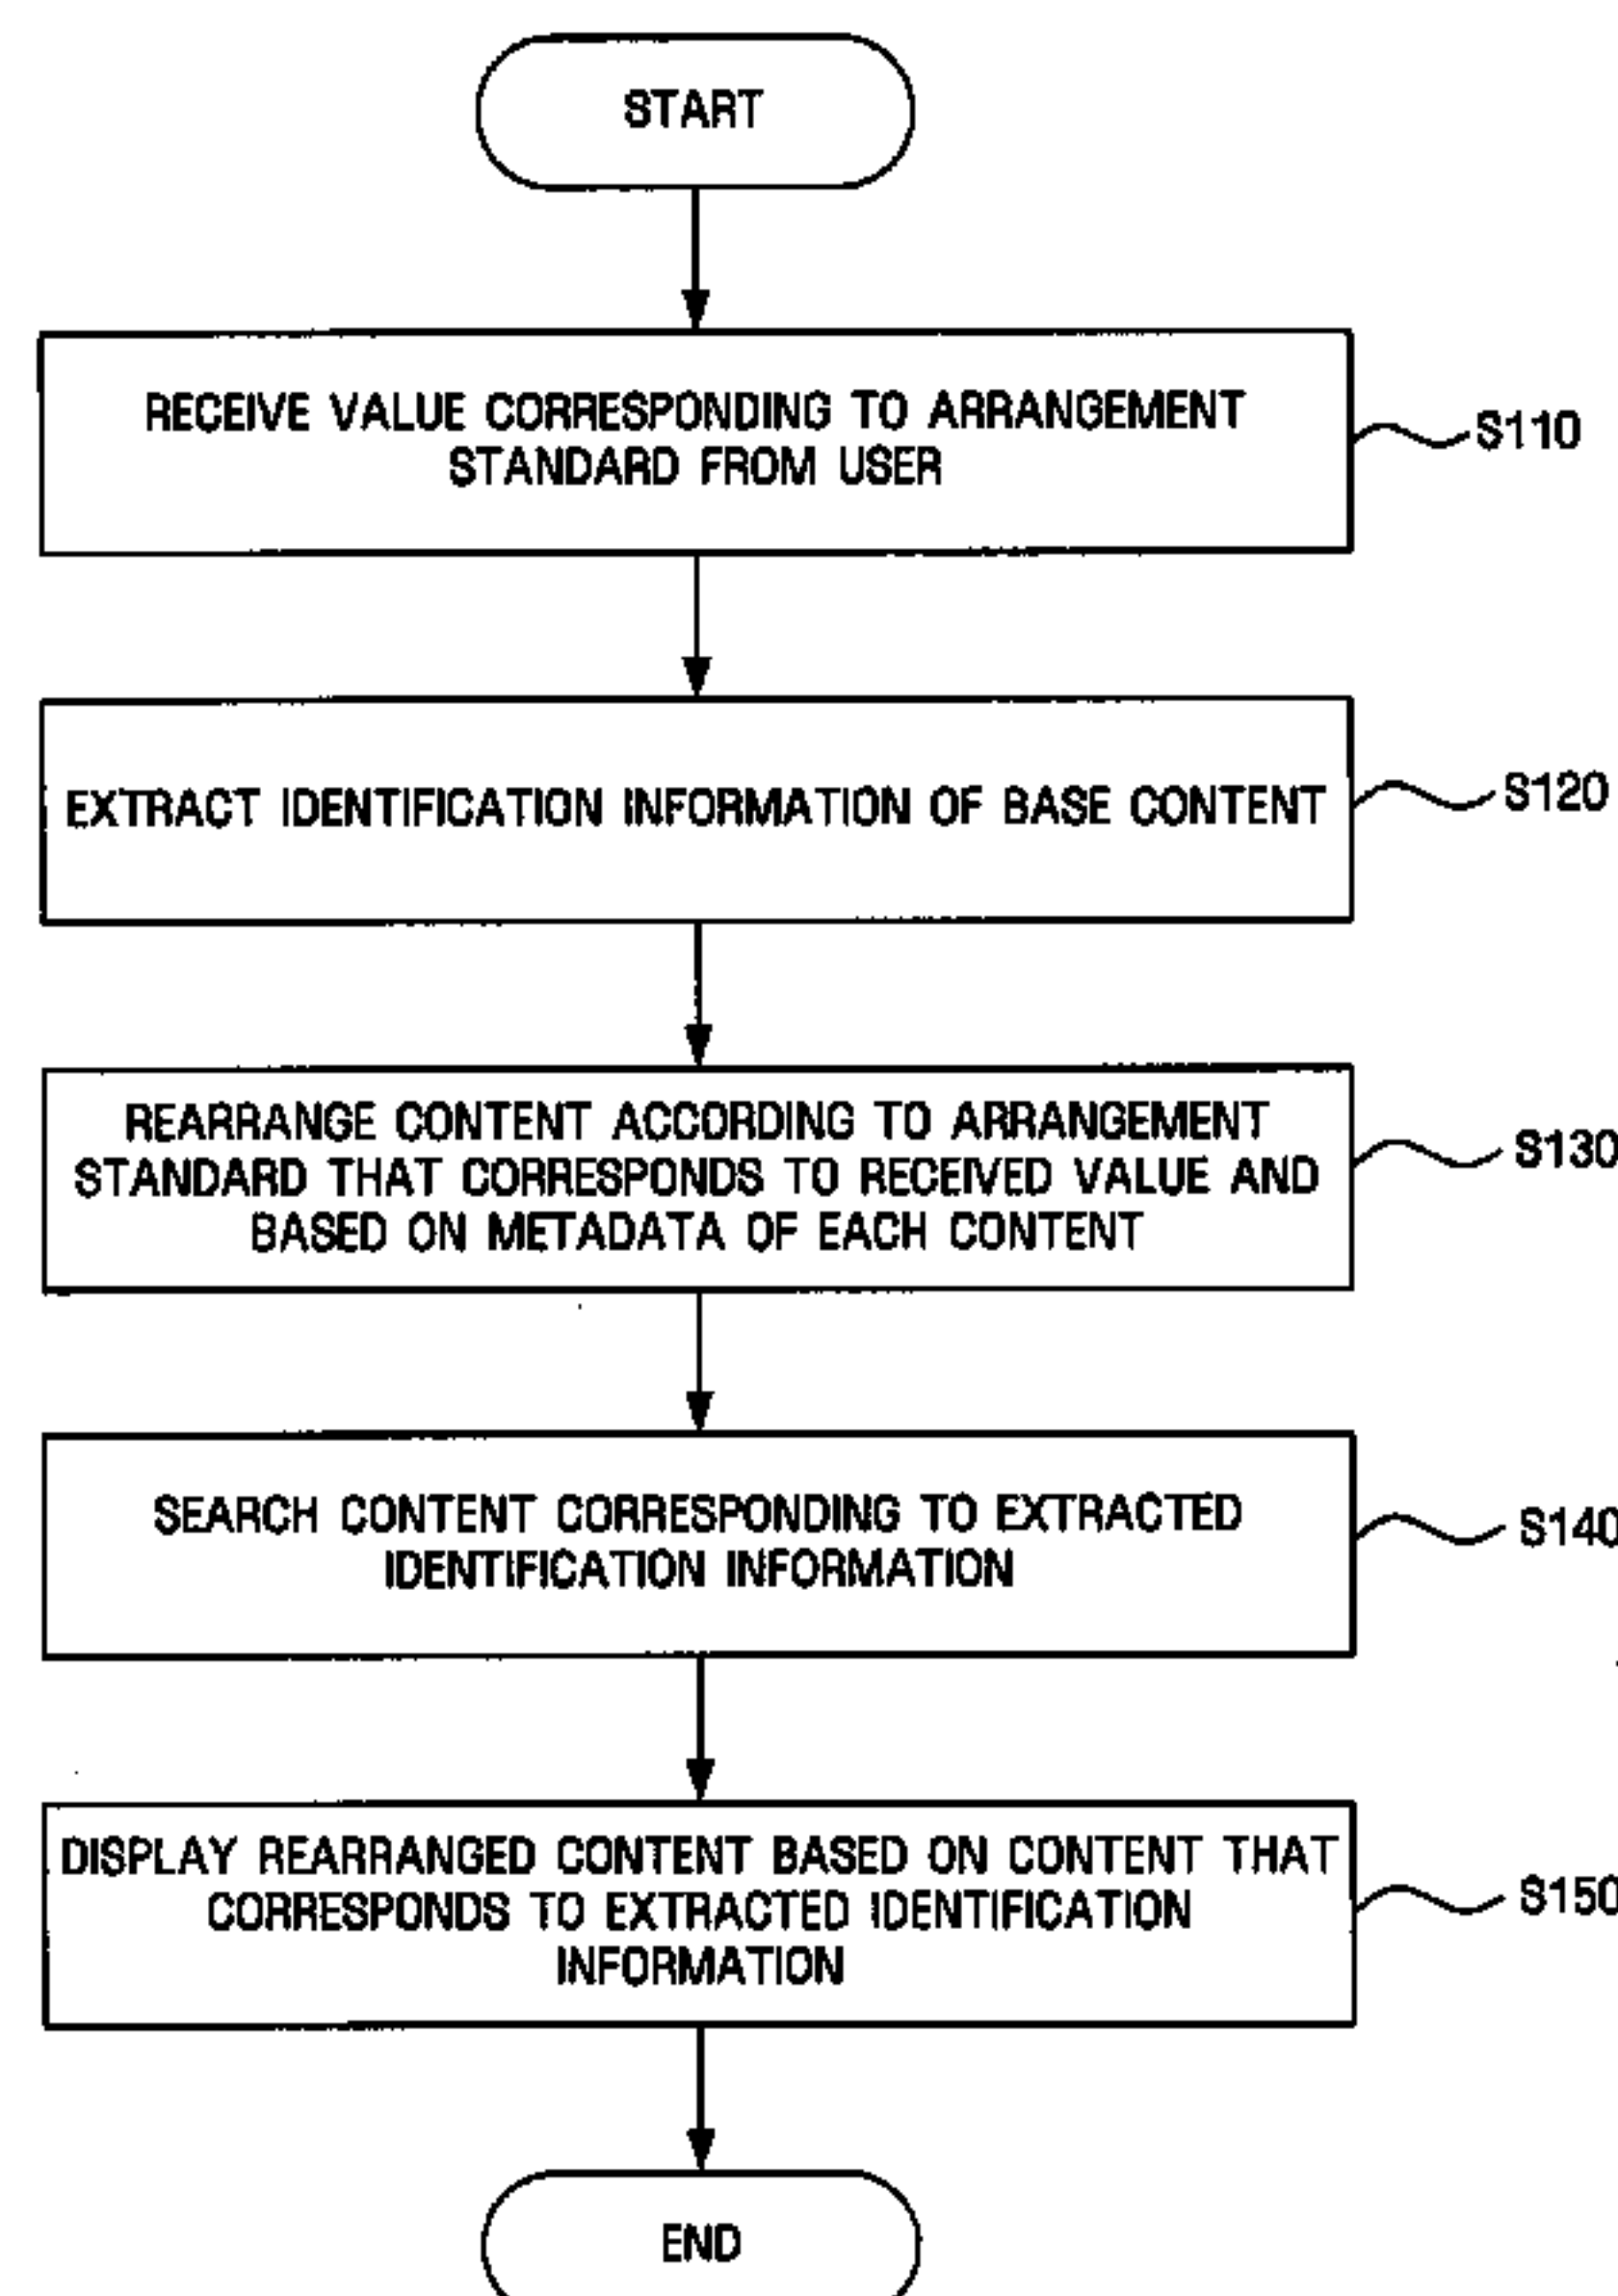 START
RECEIVE VALUE CORRESPONDING TO ARRANGEMENT
STANDARD FROM USER
S110
EXTRACT IDENTIFICATION INFORMATION OF BASE CONTENT
S120
REARRANGE CONTENT ACCORDING TO ARRANGEMENT
STANDARD THAT CORRESPONDS TO RECEIVED VALUE AND
BASED ON METADATA OF EACH CONTENT
S130
SEARCH CONTENT CORRESPONDING TO EXTRACTED
IDENTIFICATION INFORMATION
S140
DISPLAY REARRANGED CONTENT BASED ON CONTENT THAT
CORRESPONDS TO EXTRACTED IDENTIFICATION
INFORMATION
S150
END